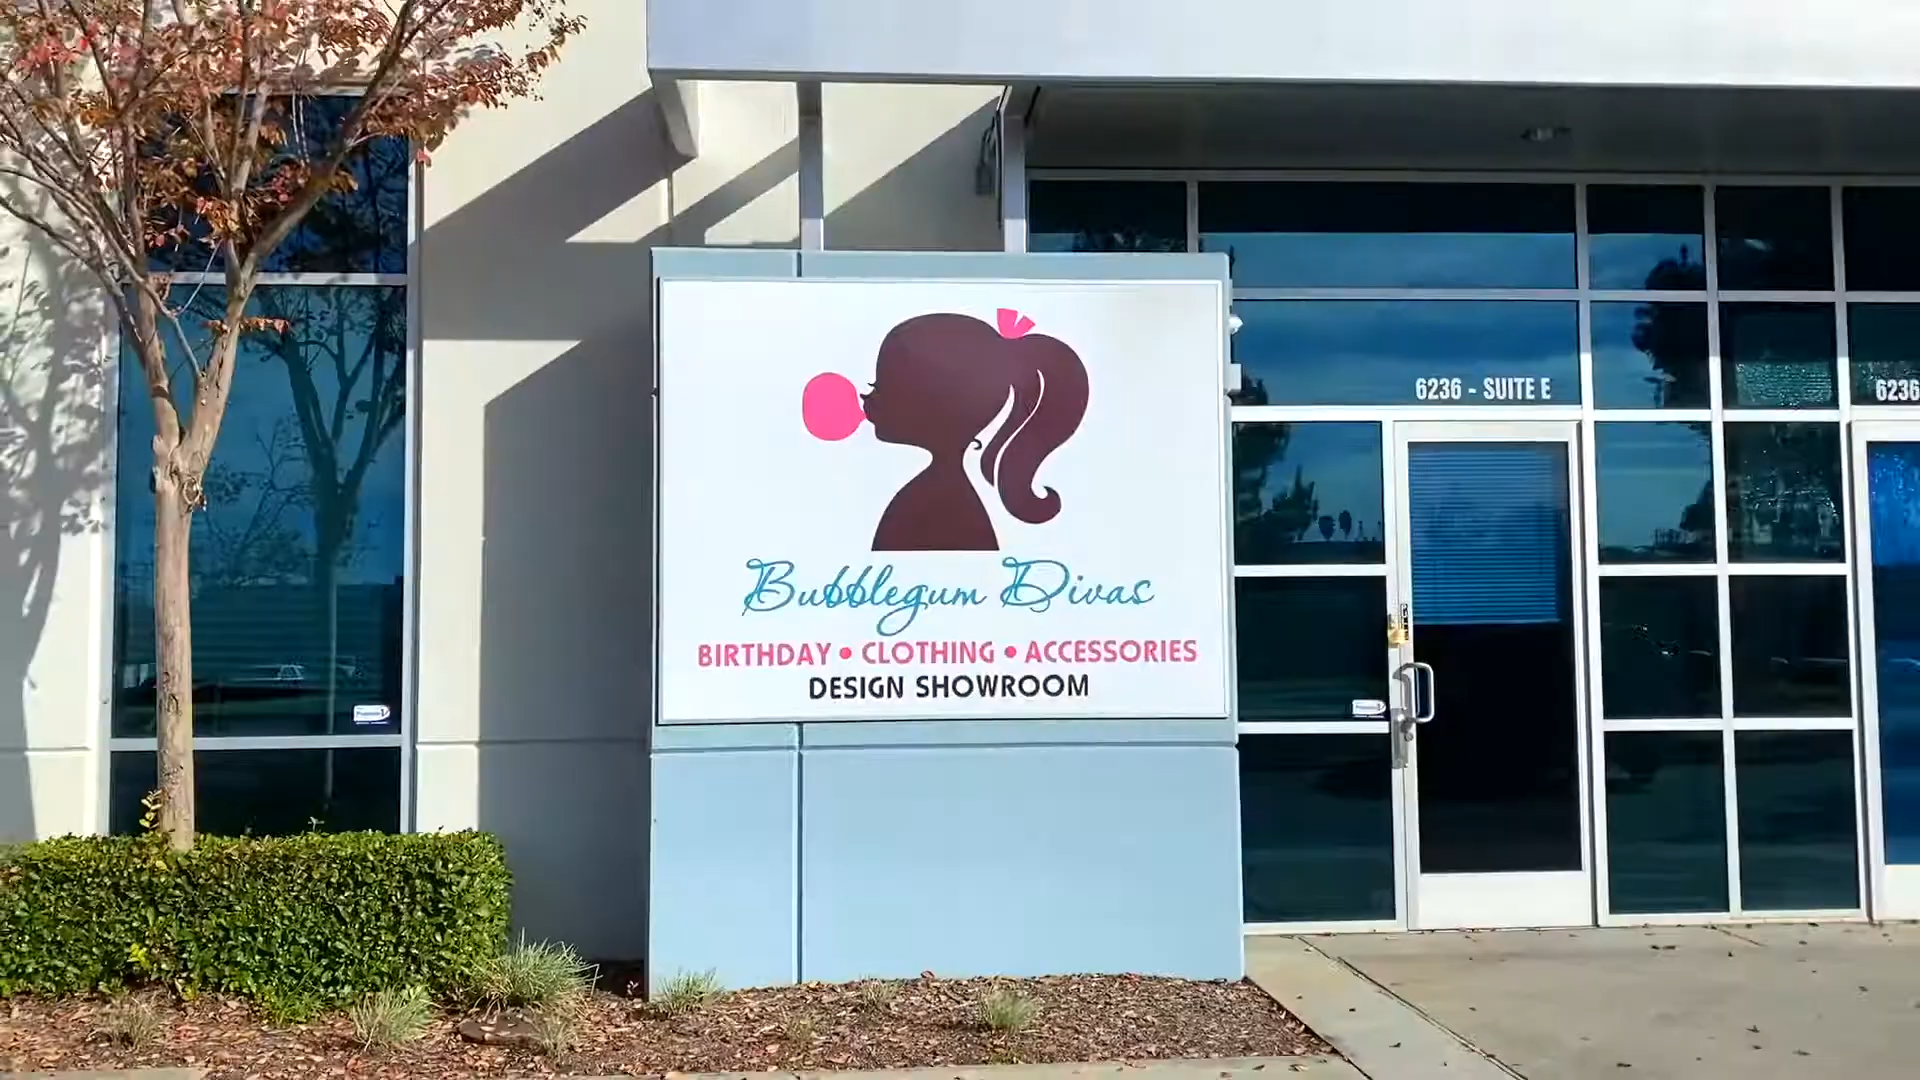 6236 - SUITE E
6236
Bubblegum Divas
BIRTHDAY • CLOTHING • ACCESSORIES
DESIGN SHOWROOM